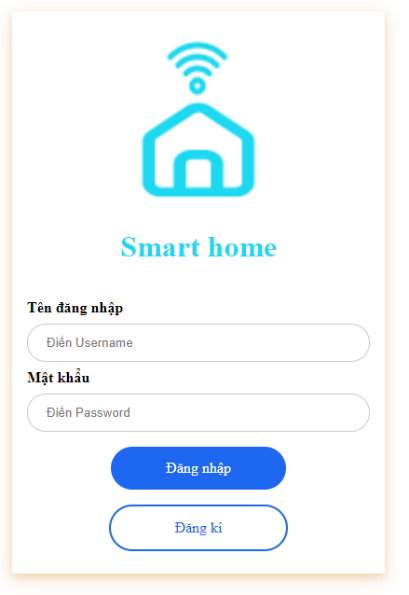 Smart home
Tên đăng nhập
Điền Username
Mật khẩu
Điền Password
Đăng nhập
Đăng kí